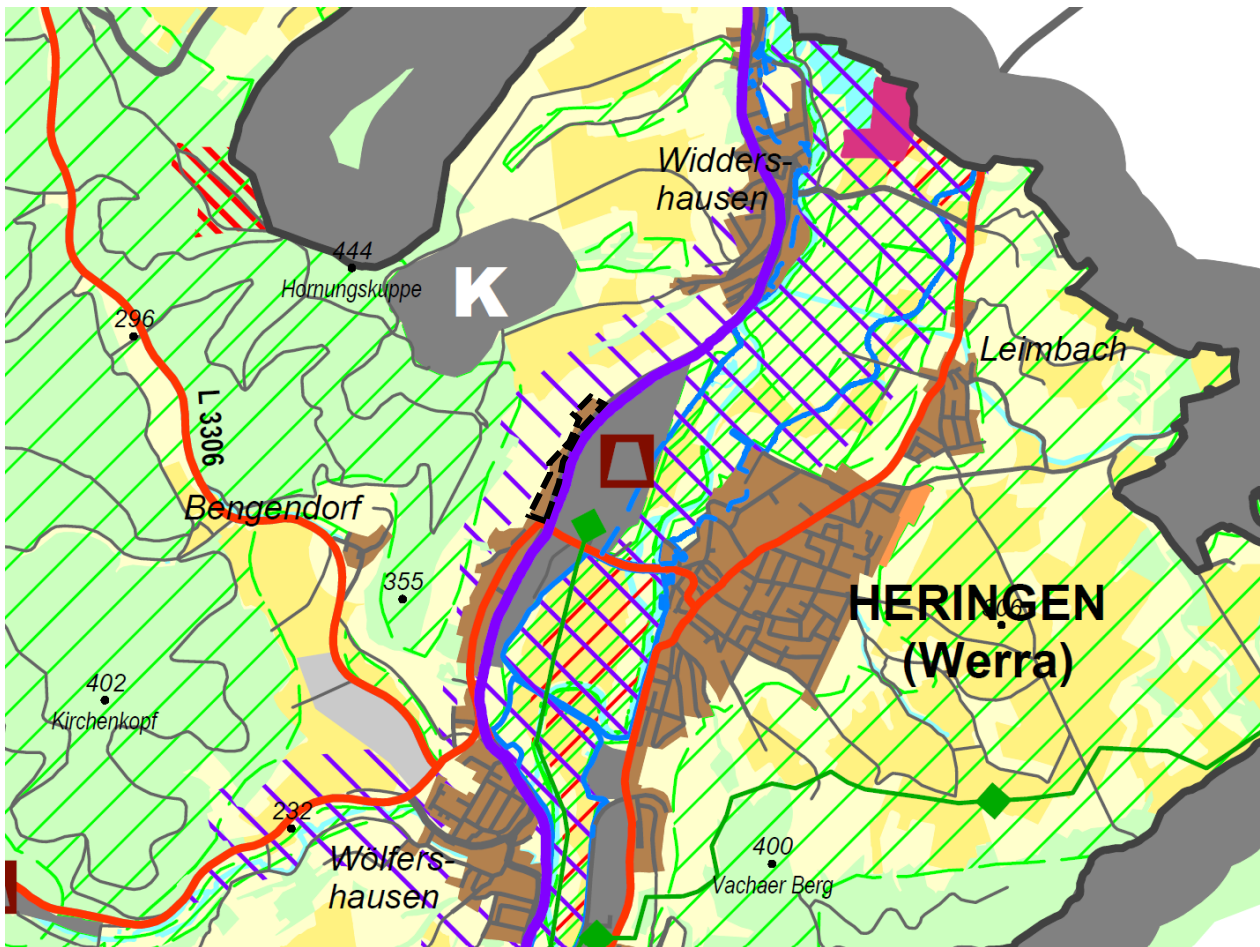 Widders-
hausen
444
Hornungskuppe
K
296
Leimbach
L 3306
Bengendorf
355
HERINGEN
(Werra)
402
Kirchenkopf
232
Wölfers-
hausen
400
Vachaer Berg